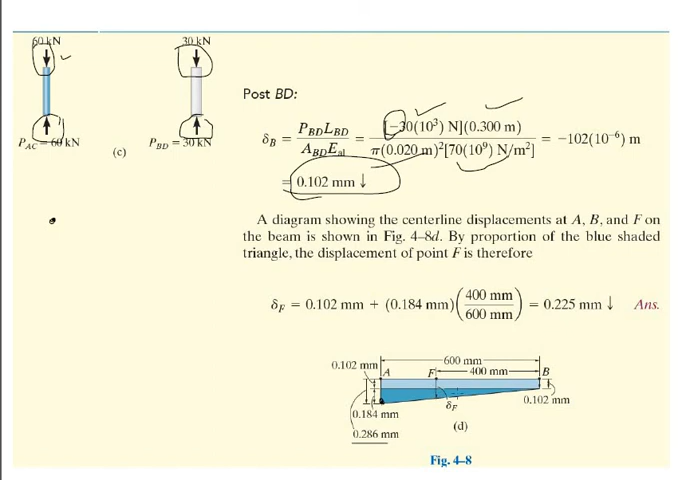 60 kN
30 kN
P_AC = 60 kN
P_BD = 30 kN
(c)
Post BD:
δ_B = P_BD L_BD / A_BD E_al = [−30(10³) N](0.300 m) / π(0.020 m)²[70(10⁹) N/m²] = −102(10⁻⁶) m
= 0.102 mm ↓
A diagram showing the centerline displacements at A, B, and F on
the beam is shown in Fig. 4–8d. By proportion of the blue shaded
triangle, the displacement of point F is therefore
δ_F = 0.102 mm + (0.184 mm)(400 mm / 600 mm) = 0.225 mm ↓ Ans.
600 mm
0.102 mm
A
F
400 mm
B
δ_F
0.102 mm
0.184 mm
0.286 mm
(d)
Fig. 4–8